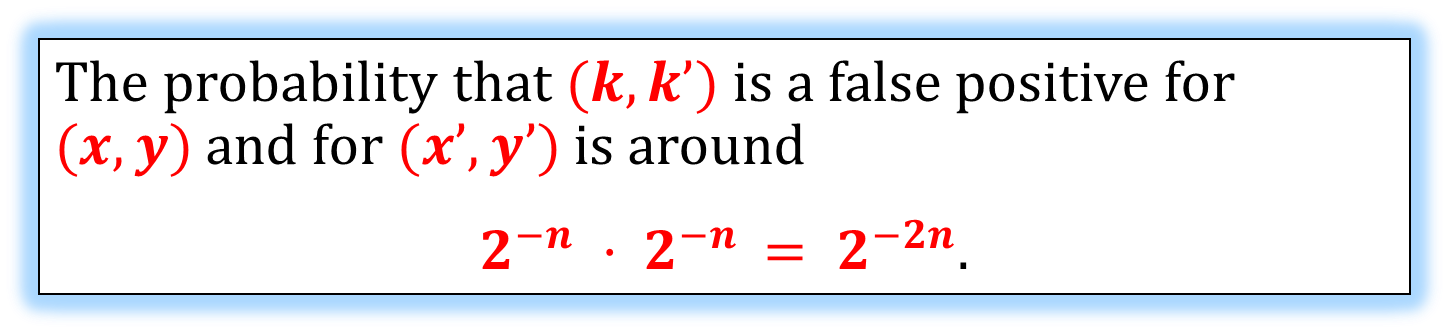 The probability that (k, k’) is a false positive for
(x, y) and for (x’, y’) is around
2⁻ⁿ · 2⁻ⁿ = 2⁻²ⁿ.